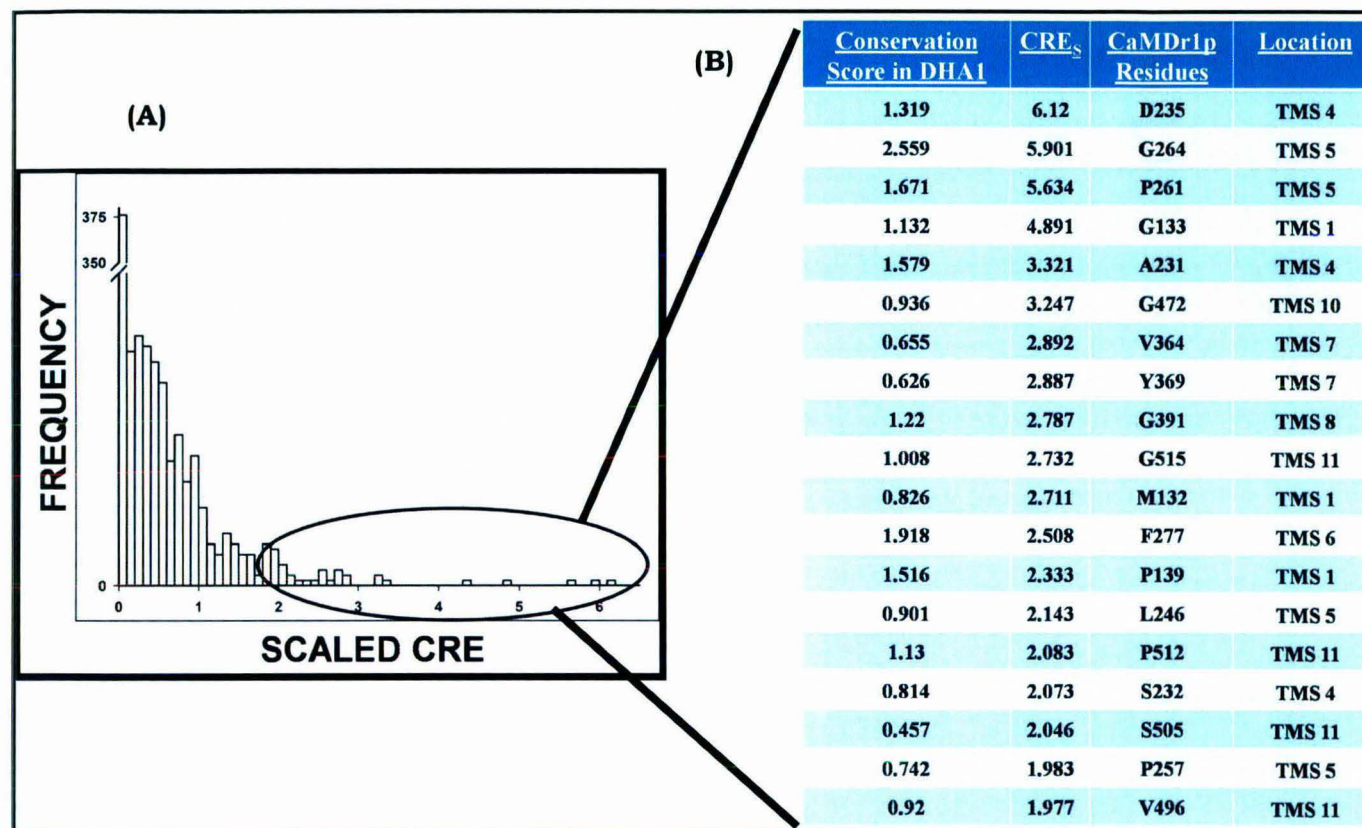 (A)
375
350
0
FREQUENCY
0 1 2 3 4 5 6
SCALED CRE
(B)
Conservation Score in DHA1 CRES CaMDr1p Residues Location
1.319 6.12 D235 TMS 4
2.559 5.901 G264 TMS 5
1.671 5.634 P261 TMS 5
1.132 4.891 G133 TMS 1
1.579 3.321 A231 TMS 4
0.936 3.247 G472 TMS 10
0.655 2.892 V364 TMS 7
0.626 2.887 Y369 TMS 7
1.22 2.787 G391 TMS 8
1.008 2.732 G515 TMS 11
0.826 2.711 M132 TMS 1
1.918 2.508 F277 TMS 6
1.516 2.333 P139 TMS 1
0.901 2.143 L246 TMS 5
1.13 2.083 P512 TMS 11
0.814 2.073 S232 TMS 4
0.457 2.046 S505 TMS 11
0.742 1.983 P257 TMS 5
0.92 1.977 V496 TMS 11